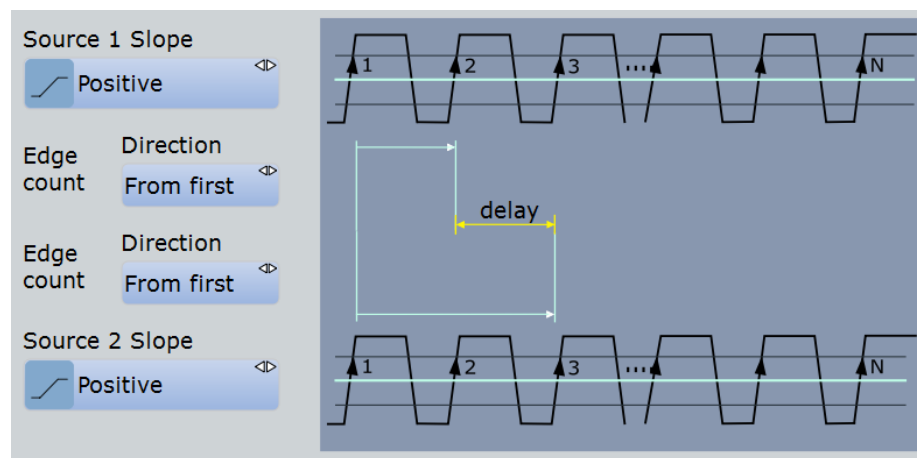 Source 1 Slope
Positive
1 2 3 .... N
Edge count
Direction
From first
delay
Edge count
Direction
From first
Source 2 Slope
Positive
1 2 3 .... N